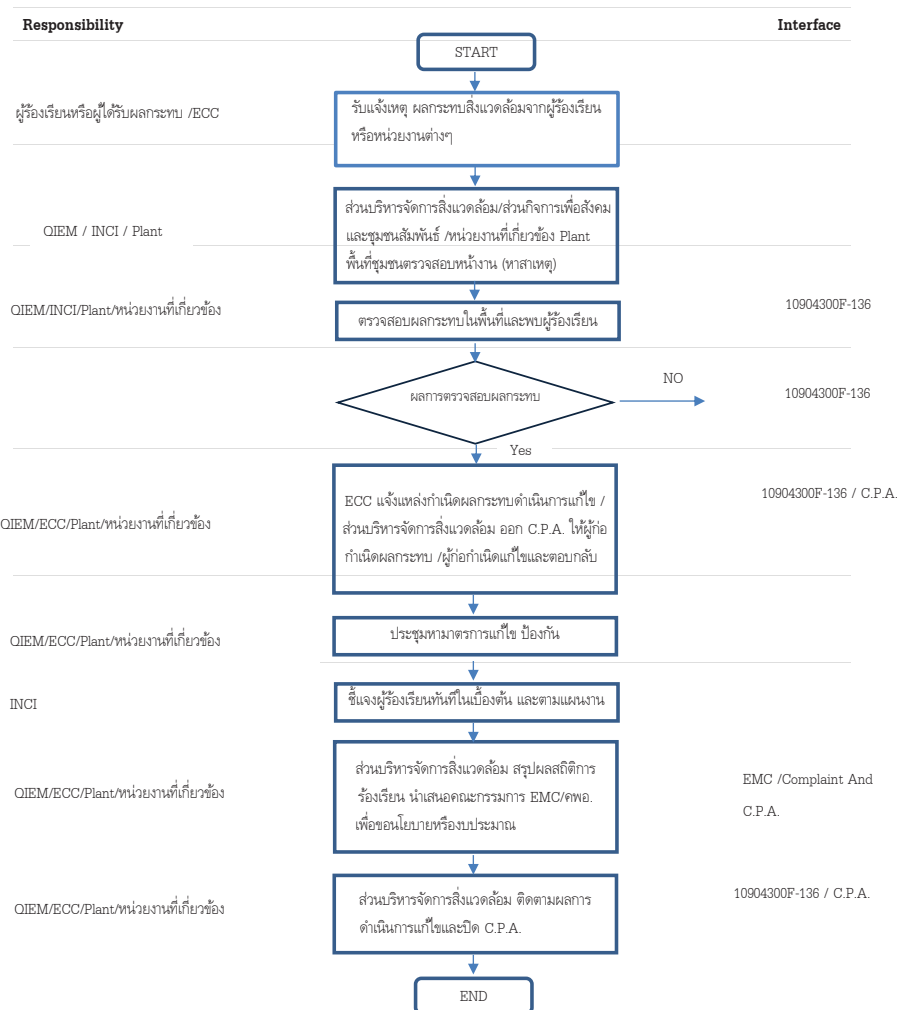 Responsibility
Interface
START
ผู้ร้องเรียนหรือผู้ได้รับผลกระทบ /ECC
รับแจ้งเหตุ ผลกระทบสิ่งแวดล้อมจากผู้ร้องเรียน
หรือหน่วยงานต่างๆ
QIEM / INCI / Plant
ส่วนบริหารจัดการสิ่งแวดล้อม/ส่วนกิจการเพื่อสังคม
และชุมชนสัมพันธ์ /หน่วยงานที่เกี่ยวข้อง Plant
พื้นที่ชุมชนตรวจสอบหน้างาน (หาสาเหตุ)
QIEM/INCI/Plant/หน่วยงานที่เกี่ยวข้อง
ตรวจสอบผลกระทบในพื้นที่และพบผู้ร้องเรียน
10904300F-136
ผลการตรวจสอบผลกระทบ
NO
10904300F-136
Yes
QIEM/ECC/Plant/หน่วยงานที่เกี่ยวข้อง
ECC แจ้งแหล่งกำเนิดผลกระทบดำเนินการแก้ไข /
ส่วนบริหารจัดการสิ่งแวดล้อม ออก C.P.A. ให้ผู้ก่อ
กำเนิดผลกระทบ /ผู้ก่อกำเนิดแก้ไขและตอบกลับ
10904300F-136 / C.P.A.
QIEM/ECC/Plant/หน่วยงานที่เกี่ยวข้อง
ประชุมหามาตรการแก้ไข ป้องกัน
INCI
ชี้แจงผู้ร้องเรียนทันทีในเบื้องต้น และตามแผนงาน
QIEM/ECC/Plant/หน่วยงานที่เกี่ยวข้อง
ส่วนบริหารจัดการสิ่งแวดล้อม สรุปผลสถิติการ
ร้องเรียน นำเสนอคณะกรรมการ EMC/คพอ.
เพื่อขอนโยบายหรืองบประมาณ
EMC /Complaint And
C.P.A.
QIEM/ECC/Plant/หน่วยงานที่เกี่ยวข้อง
ส่วนบริหารจัดการสิ่งแวดล้อม ติดตามผลการ
ดำเนินการแก้ไขและปิด C.P.A.
10904300F-136 / C.P.A.
END